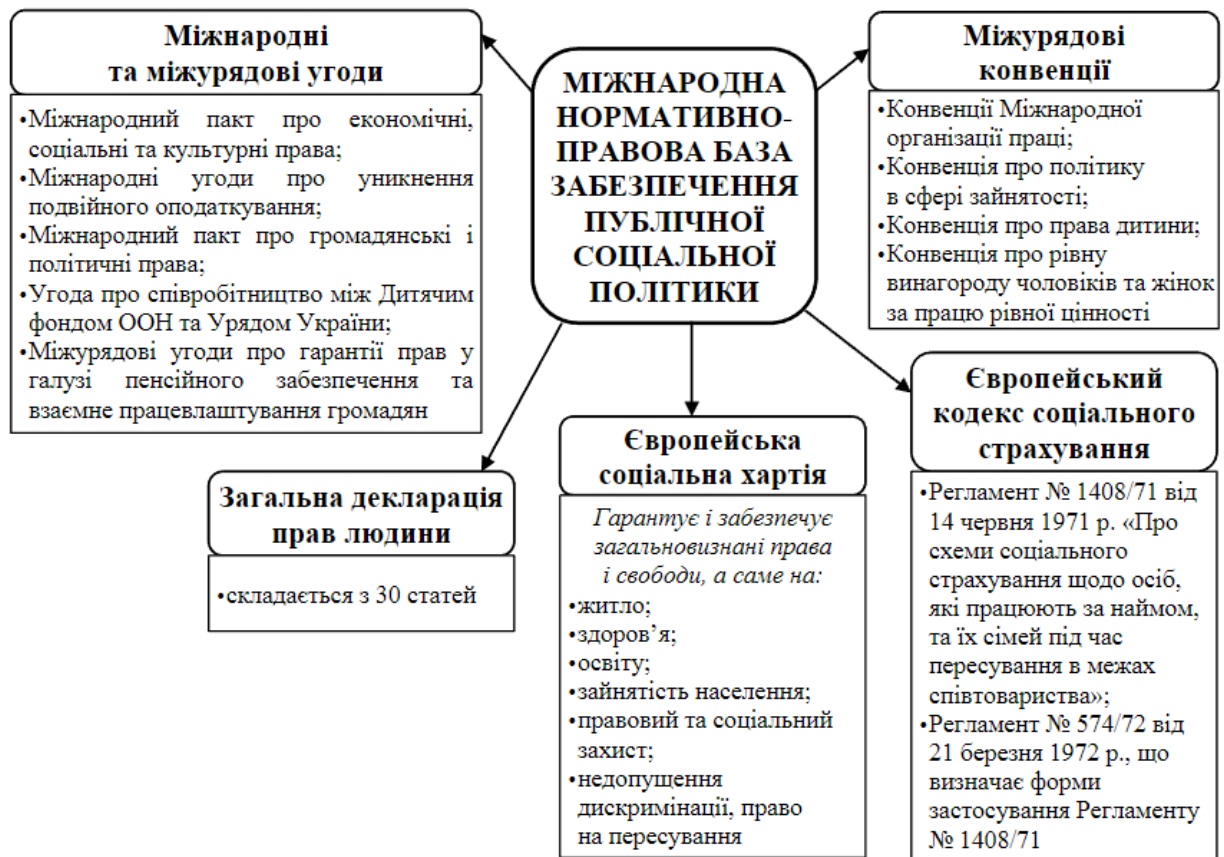 Міжнародні
та міжурядові угоди
•Міжнародний пакт про економічні,
соціальні та культурні права;
•Міжнародні угоди про уникнення
подвійного оподаткування;
•Міжнародний пакт про громадянські і
політичні права;
•Угода про співробітництво між Дитячим
фондом ООН та Урядом України;
•Міжурядові угоди про гарантії прав у
галузі пенсійного забезпечення та
взаємне працевлаштування громадян
МІЖНАРОДНА
НОРМАТИВНО-
ПРАВОВА БАЗА
ЗАБЕЗПЕЧЕННЯ
ПУБЛІЧНОЇ
СОЦІАЛЬНОЇ
ПОЛІТИКИ
Міжурядові
конвенції
•Конвенції Міжнародної
організації праці;
•Конвенція про політику
в сфері зайнятості;
•Конвенція про права дитини;
•Конвенція про рівну
винагороду чоловіків та жінок
за працю рівної цінності
Загальна декларація
прав людини
•складається з 30 статей
Європейська
соціальна хартія
Гарантує і забезпечує
загальновизнані права
і свободи, а саме на:
•житло;
•здоров’я;
•освіту;
•зайнятість населення;
•правовий та соціальний
захист;
•недопущення
дискримінації, право
на пересування
Європейський
кодекс соціального
страхування
•Регламент № 1408/71 від
14 червня 1971 р. «Про
схеми соціального
страхування щодо осіб,
які працюють за наймом,
та їх сімей під час
пересування в межах
співтовариства»;
•Регламент № 574/72 від
21 березня 1972 р., що
визначає форми
застосування Регламенту
№ 1408/71